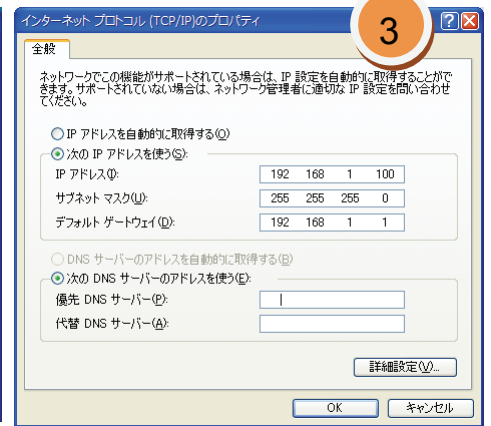 インターネット プロトコル (TCP/IP)のプロパティ
3
全般
ネットワークでこの機能がサポートされている場合は、IP 設定を自動的に取得することがで
きます。サポートされていない場合は、ネットワーク管理者に適切な IP 設定を問い合わせ
てください。
IP アドレスを自動的に取得する(O)
次の IP アドレスを使う(S):
IP アドレス(I): 192 168 1 100
サブネット マスク(U): 255 255 255 0
デフォルト ゲートウェイ(D): 192 168 1 1
DNS サーバーのアドレスを自動的に取得する(B)
次の DNS サーバーのアドレスを使う(E):
優先 DNS サーバー(P):
代替 DNS サーバー(A):
詳細設定(V)...
OK キャンセル